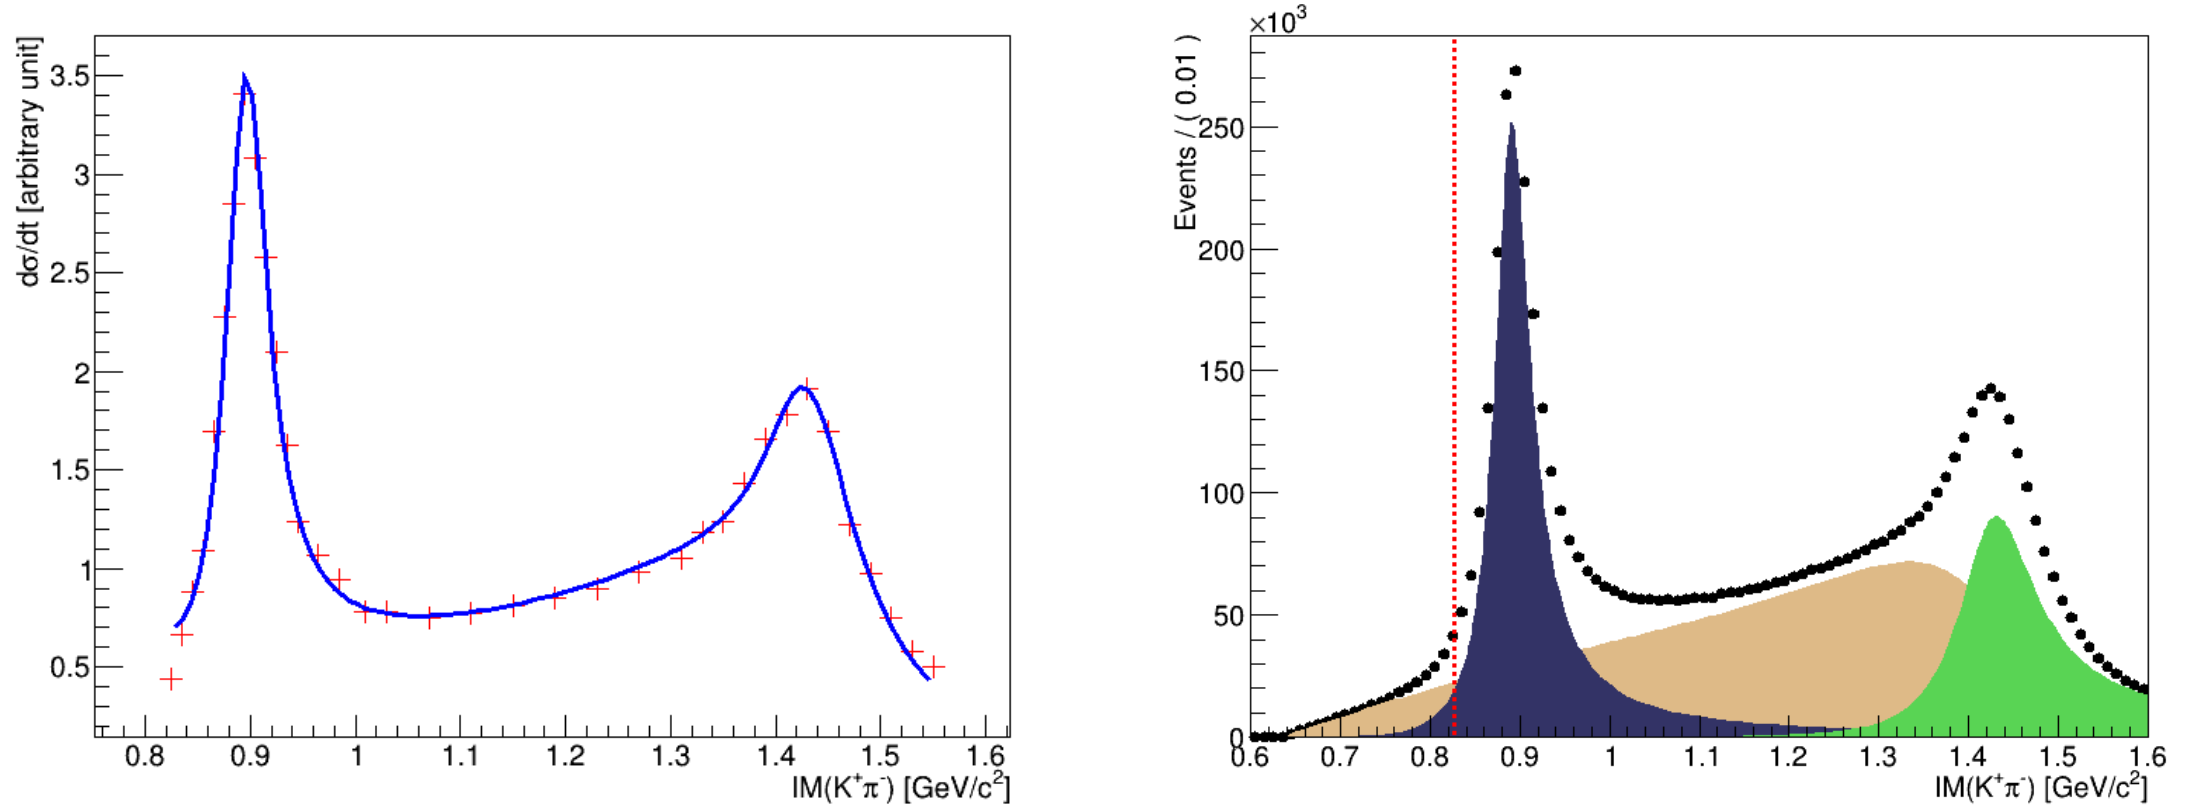 dσ/dt [arbitrary unit]
3.5
3
2.5
2
1.5
1
0.5
0.8 0.9 1 1.1 1.2 1.3 1.4 1.5 1.6
IM(K⁺π⁻) [GeV/c²]
×10³
Events / ( 0.01 )
250
200
150
100
50
0
0.6 0.7 0.8 0.9 1 1.1 1.2 1.3 1.4 1.5 1.6
IM(K⁺π⁻) [GeV/c²]